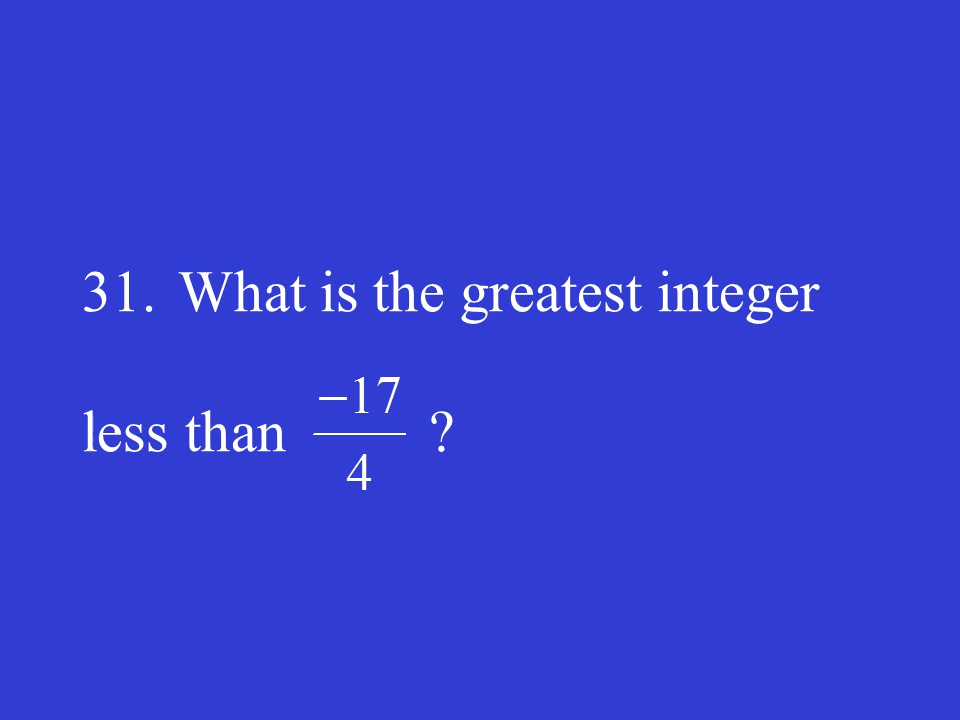 31. What is the greatest integer
less than −17/4 ?